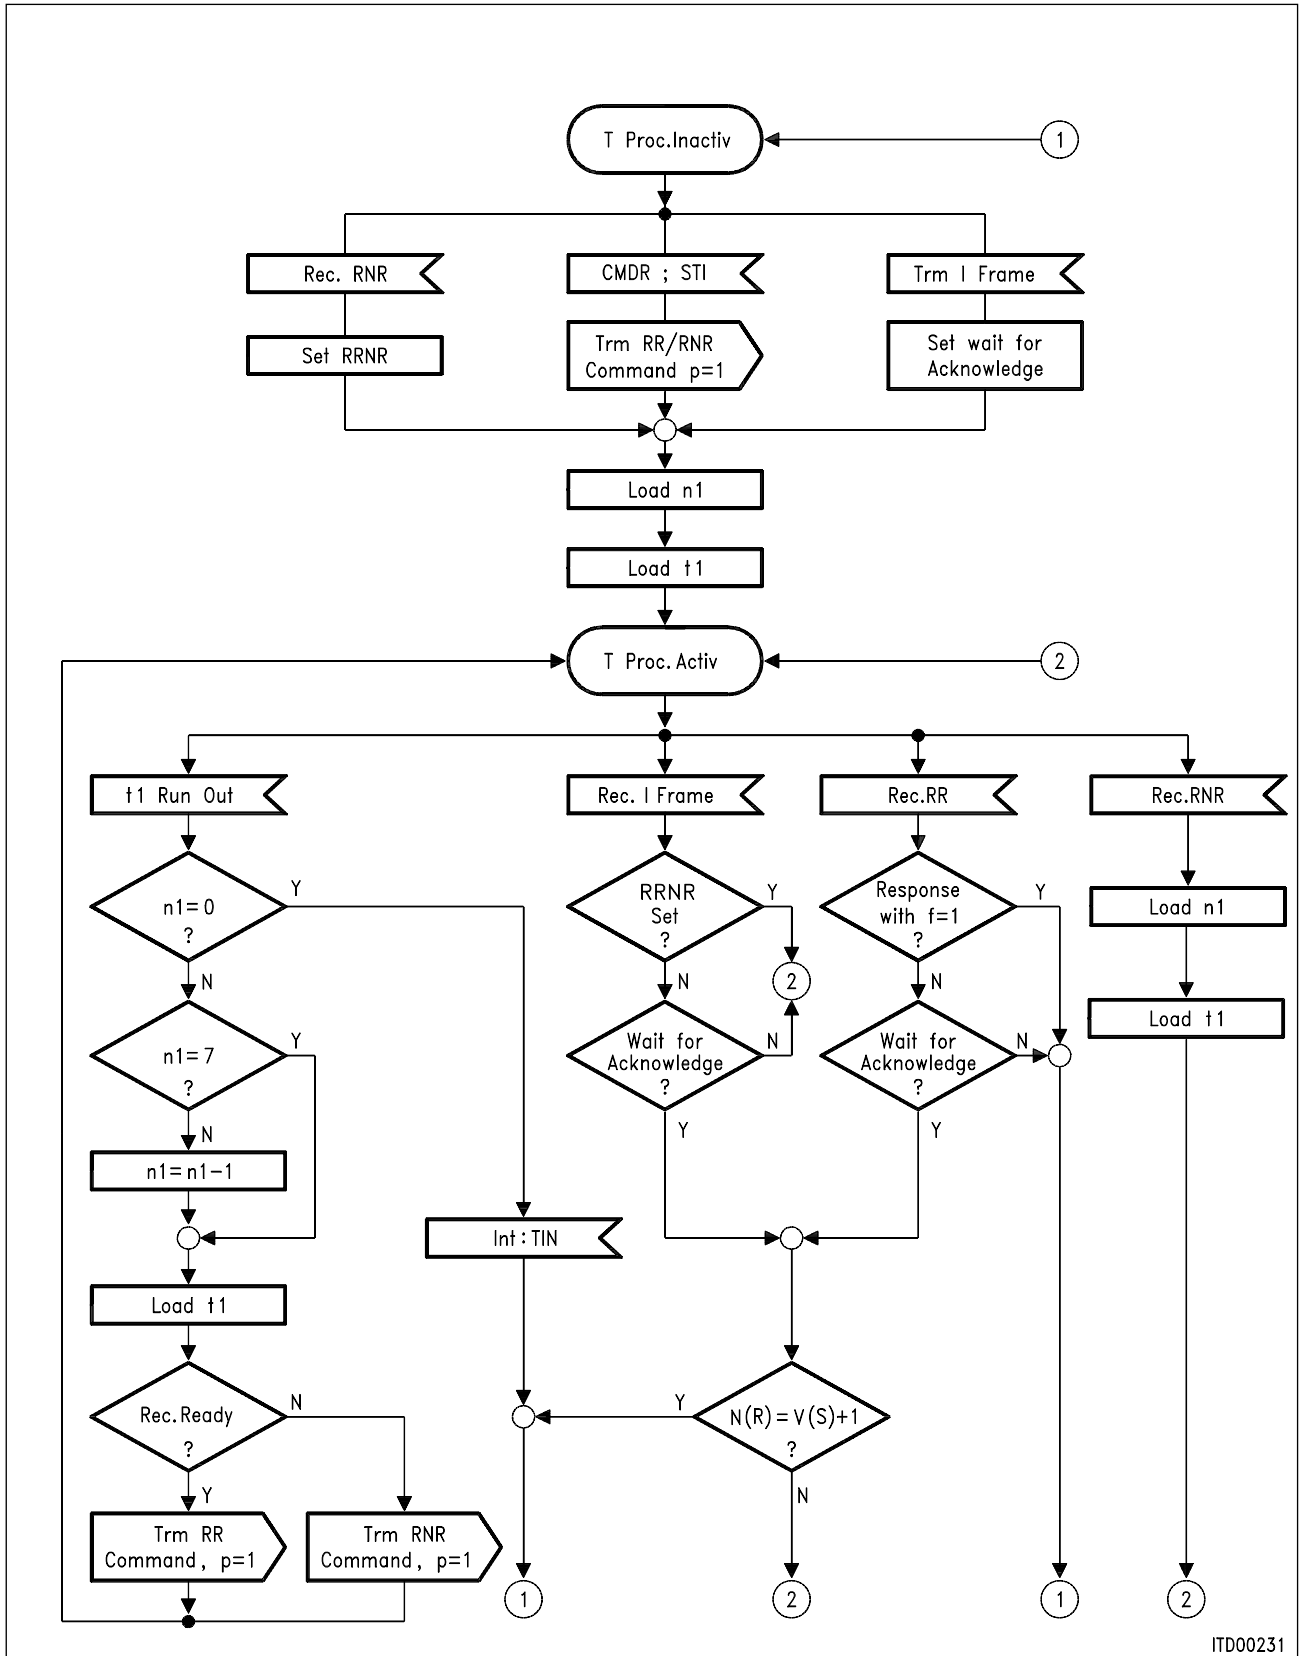 T Proc.Inactiv
1
Rec. RNR
CMDR ; STI
Trm I Frame
Set RRNR
Trm RR/RNR
Command p=1
Set wait for
Acknowledge
Load n1
Load t1
T Proc.Activ
2
t1 Run Out
Rec. I Frame
Rec.RR
Rec.RNR
n1=0
?
Y
N
RRNR
Set
?
Y
N
2
Response
with f=1
?
Y
N
Load n1
n1=7
?
Y
N
Wait for
Acknowledge
?
N
Y
Wait for
Acknowledge
?
N
Y
Load t1
n1=n1-1
Int:TIN
Load t1
Rec.Ready
?
N
Y
N(R)=V(S)+1
?
Y
N
Trm RR
Command, p=1
Trm RNR
Command, p=1
1
2
1
2
ITD00231